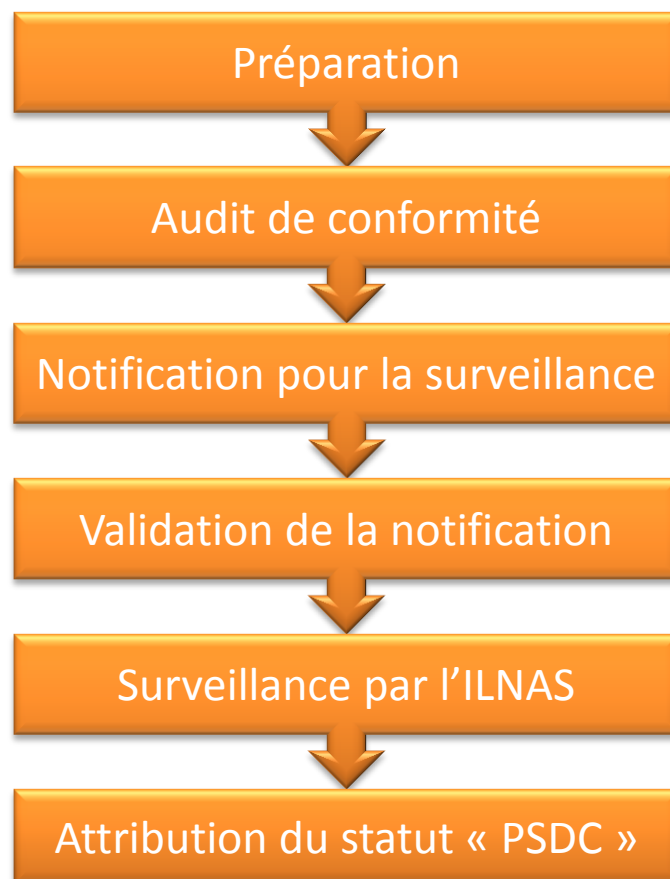 Préparation
Audit de conformité
Notification pour la surveillance
Validation de la notification
Surveillance par l’ILNAS
Attribution du statut « PSDC »